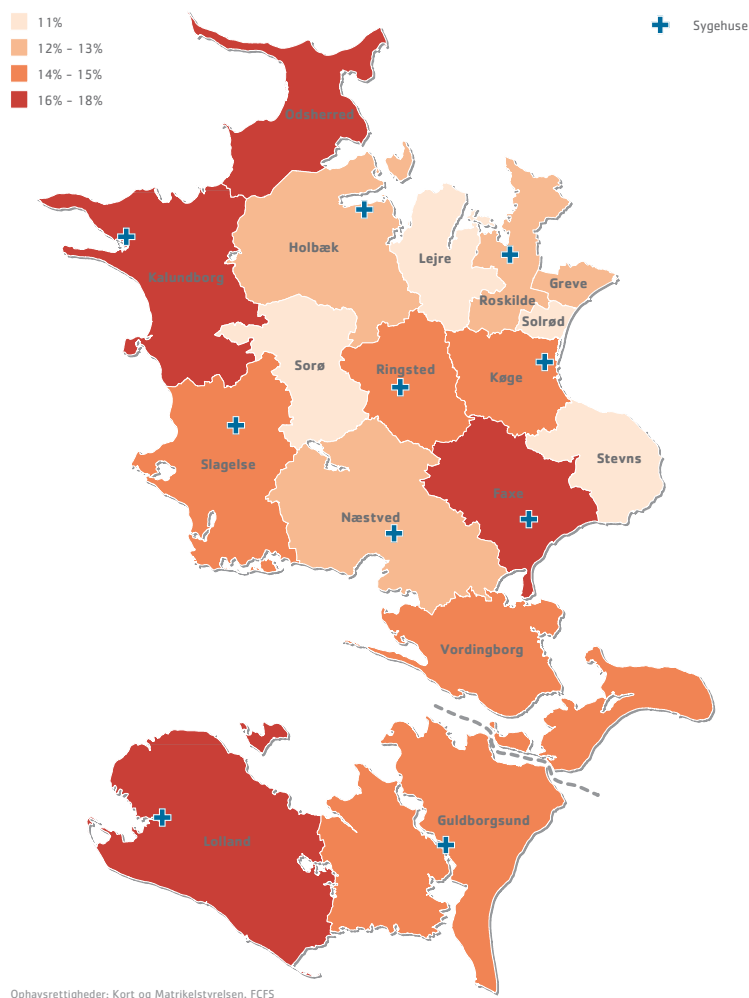 11%
12% - 13%
14% - 15%
16% - 18%
Sygehuse
Odsherred
Holbæk
Lejre
Kalundborg
Greve
Roskilde
Solrød
Sorø
Ringsted
Køge
Slagelse
Stevns
Faxe
Næstved
Vordingborg
Guldborgsund
Lolland
Ophavsrettigheder: Kort og Matrikelstyrelsen, FCFS